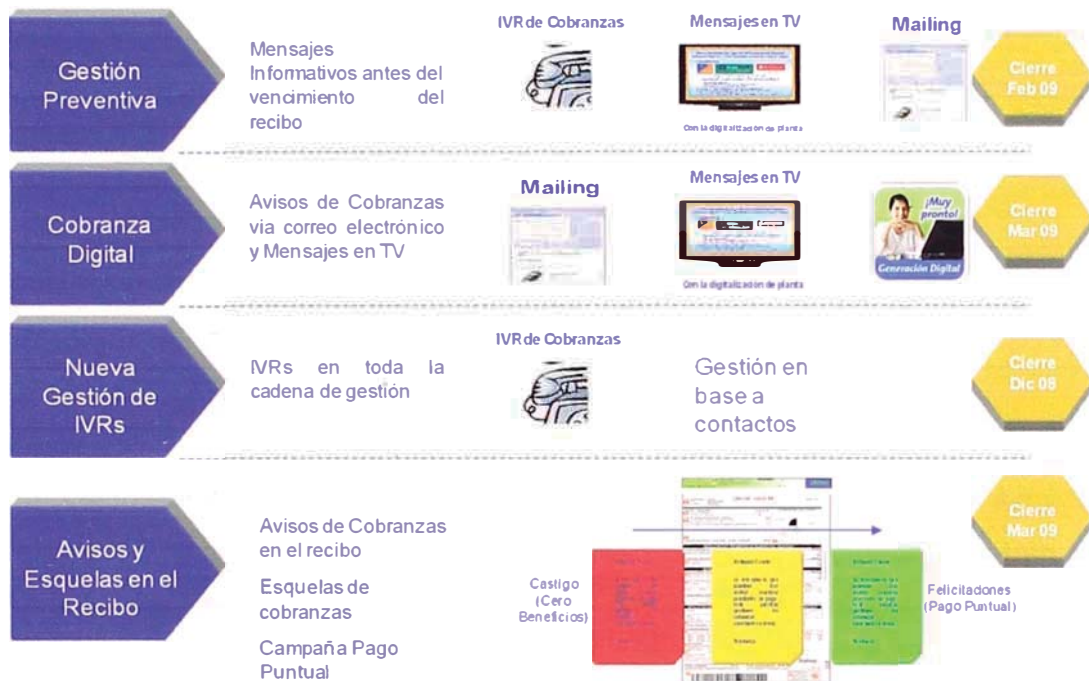 Gestión
Preventiva
Mensajes
Informativos antes del
vencimiento del
recibo
IVR de Cobranzas
Mensajes en TV
Con la digitalización de planta
Mailing
Cierre
Feb 09
Cobranza
Digital
Avisos de Cobranzas
via correo electrónico
y Mensajes en TV
Mailing
Mensajes en TV
Con la digitalización de planta
¡Muy
pronto!
Generación Digital
Cierre
Mar 09
Nueva
Gestión de
IVRs
IVRs en toda la
cadena de gestión
IVR de Cobranzas
Gestión en
base a
contactos
Cierre
Dic 08
Avisos y
Esquelas en el
Recibo
Avisos de Cobranzas
en el recibo
Esquelas de
cobranzas
Campaña Pago
Puntual
Castigo
(Cero
Beneficios)
Felicitaciones
(Pago Puntual)
Cierre
Mar 09